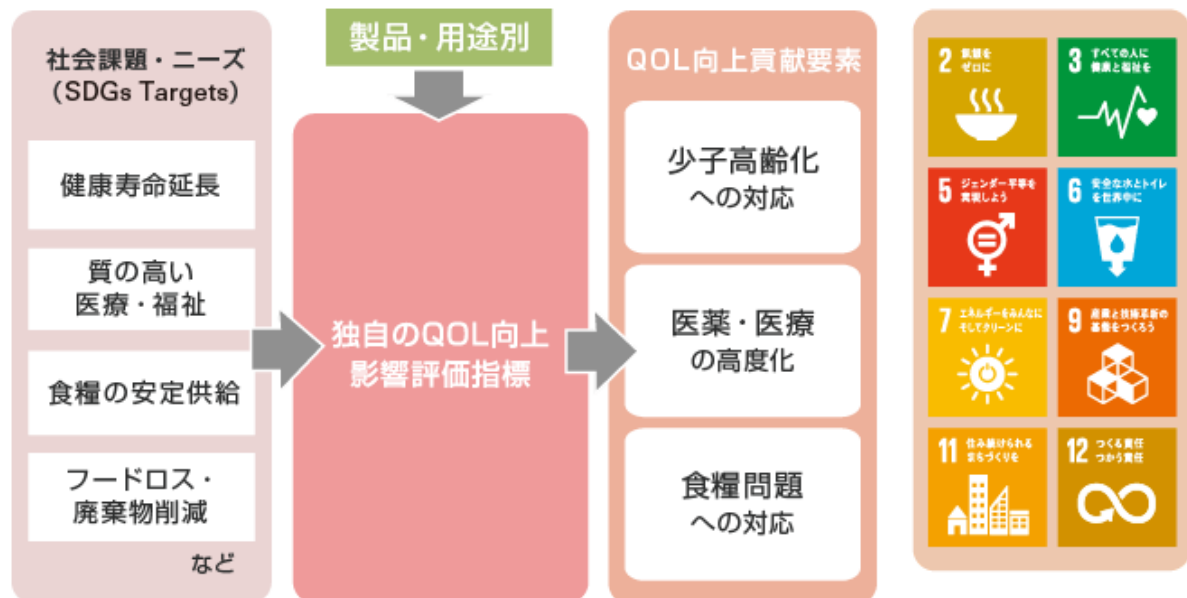 社会課題・ニーズ
(SDGs Targets)
健康寿命延長
質の高い
医療・福祉
食糧の安定供給
フードロス・
廃棄物削減
など
製品・用途別
独自のQOL向上
影響評価指標
QOL向上貢献要素
少子高齢化
への対応
医薬・医療
の高度化
食糧問題
への対応
2 飢餓を
ゼロに
3 すべての人に
健康と福祉を
5 ジェンダー平等を
実現しよう
6 安全な水とトイレ
を世界中に
7 エネルギーをみんなに
そしてクリーンに
9 産業と技術革新の
基盤をつくろう
11 住み続けられる
まちづくりを
12 つくる責任
つかう責任